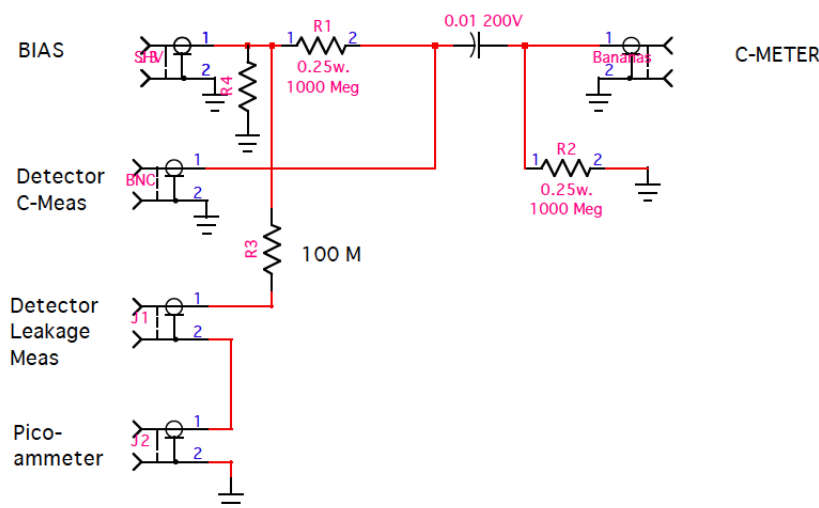 BIAS
SHV
1
2
R4
R1
1
2
0.25w.
1000 Meg
0.01 200V
1
2
Bananas
C-METER
R2
1
2
0.25w.
1000 Meg
Detector
C-Meas
BNC
1
2
R3
100 M
Detector
Leakage
Meas
J1
1
2
Pico-
ammeter
J2
1
2